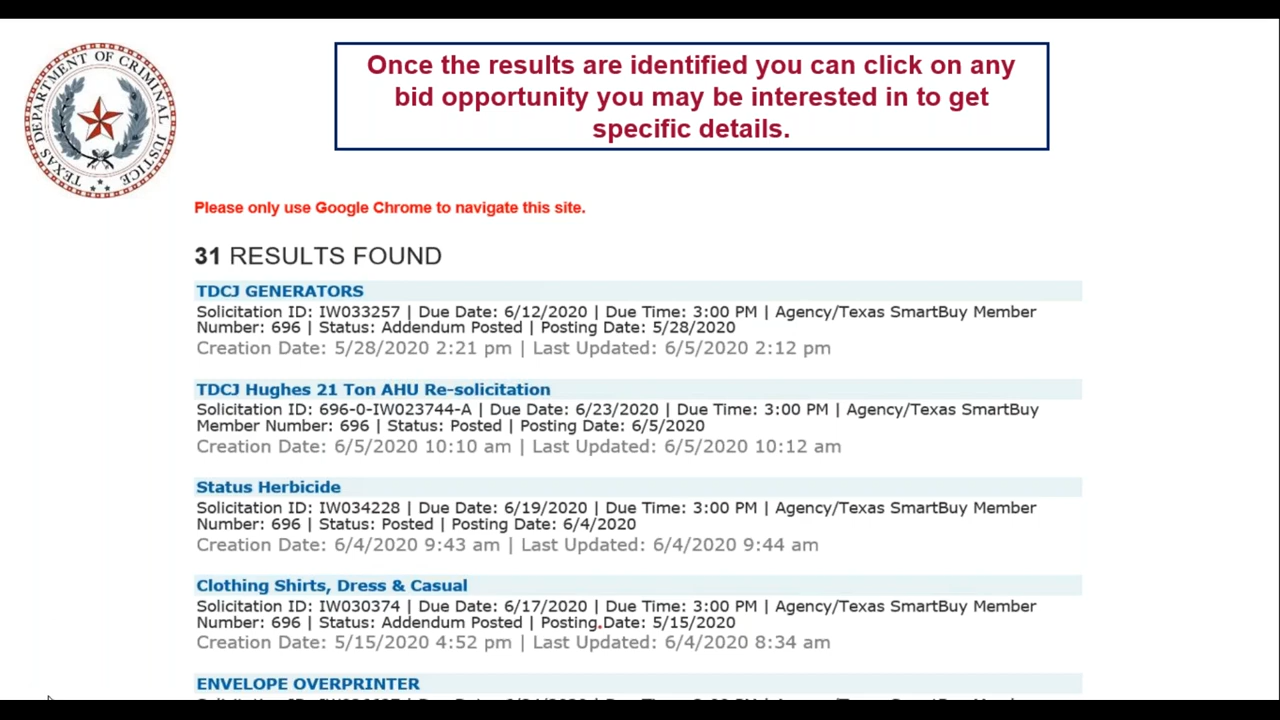 TEXAS DEPARTMENT OF CRIMINAL JUSTICE
Once the results are identified you can click on any
bid opportunity you may be interested in to get
specific details.
Please only use Google Chrome to navigate this site.
31 RESULTS FOUND
TDCJ GENERATORS
Solicitation ID: IW033257 | Due Date: 6/12/2020 | Due Time: 3:00 PM | Agency/Texas SmartBuy Member
Number: 696 | Status: Addendum Posted | Posting Date: 5/28/2020
Creation Date: 5/28/2020 2:21 pm | Last Updated: 6/5/2020 2:12 pm
TDCJ Hughes 21 Ton AHU Re-solicitation
Solicitation ID: 696-0-IW023744-A | Due Date: 6/23/2020 | Due Time: 3:00 PM | Agency/Texas SmartBuy
Member Number: 696 | Status: Posted | Posting Date: 6/5/2020
Creation Date: 6/5/2020 10:10 am | Last Updated: 6/5/2020 10:12 am
Status Herbicide
Solicitation ID: IW034228 | Due Date: 6/19/2020 | Due Time: 3:00 PM | Agency/Texas SmartBuy Member
Number: 696 | Status: Posted | Posting Date: 6/4/2020
Creation Date: 6/4/2020 9:43 am | Last Updated: 6/4/2020 9:44 am
Clothing Shirts, Dress & Casual
Solicitation ID: IW030374 | Due Date: 6/17/2020 | Due Time: 3:00 PM | Agency/Texas SmartBuy Member
Number: 696 | Status: Addendum Posted | Posting Date: 5/15/2020
Creation Date: 5/15/2020 4:52 pm | Last Updated: 6/4/2020 8:34 am
ENVELOPE OVERPRINTER